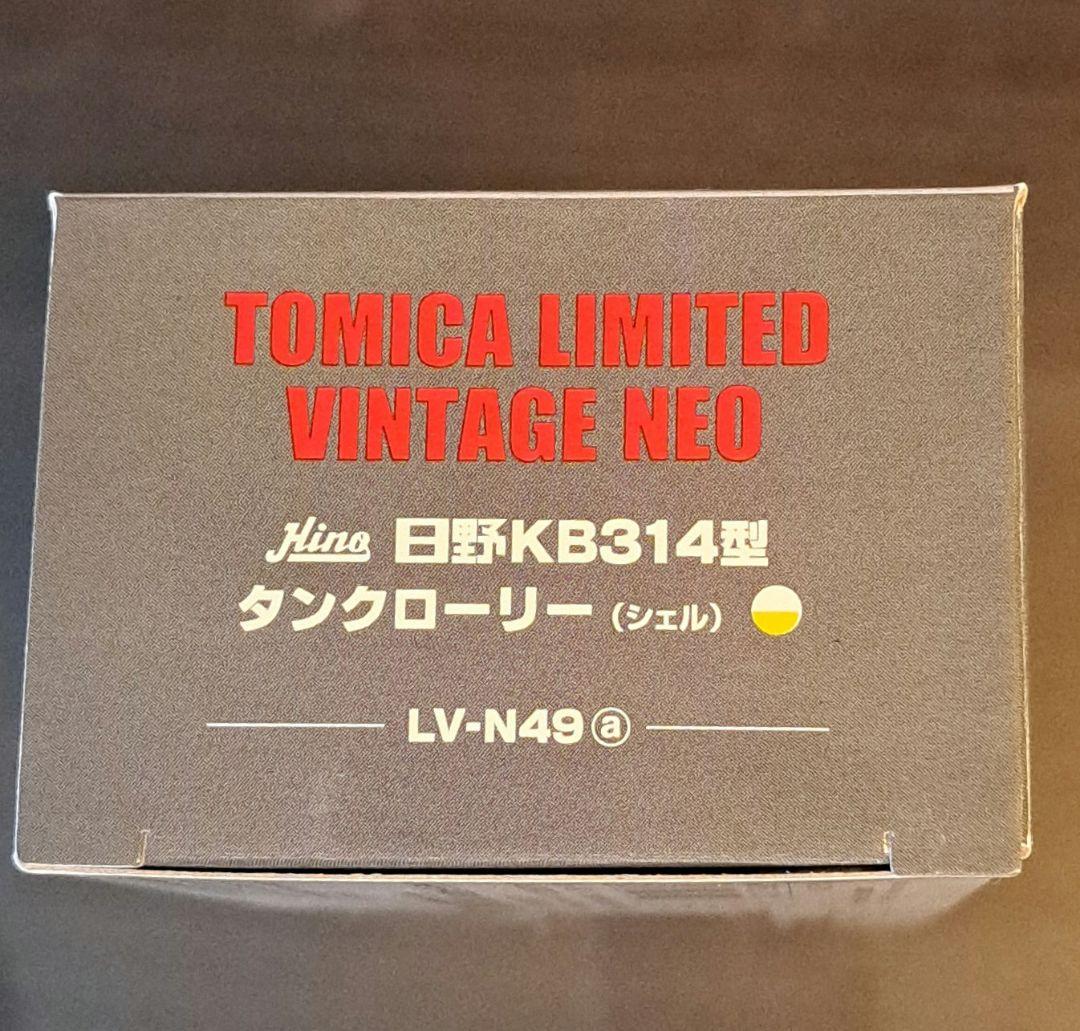 TOMICA LIMITED
VINTAGE NEO
Hino 日野KB314型
タンクローリー（シェル）
LV-N49ⓐ